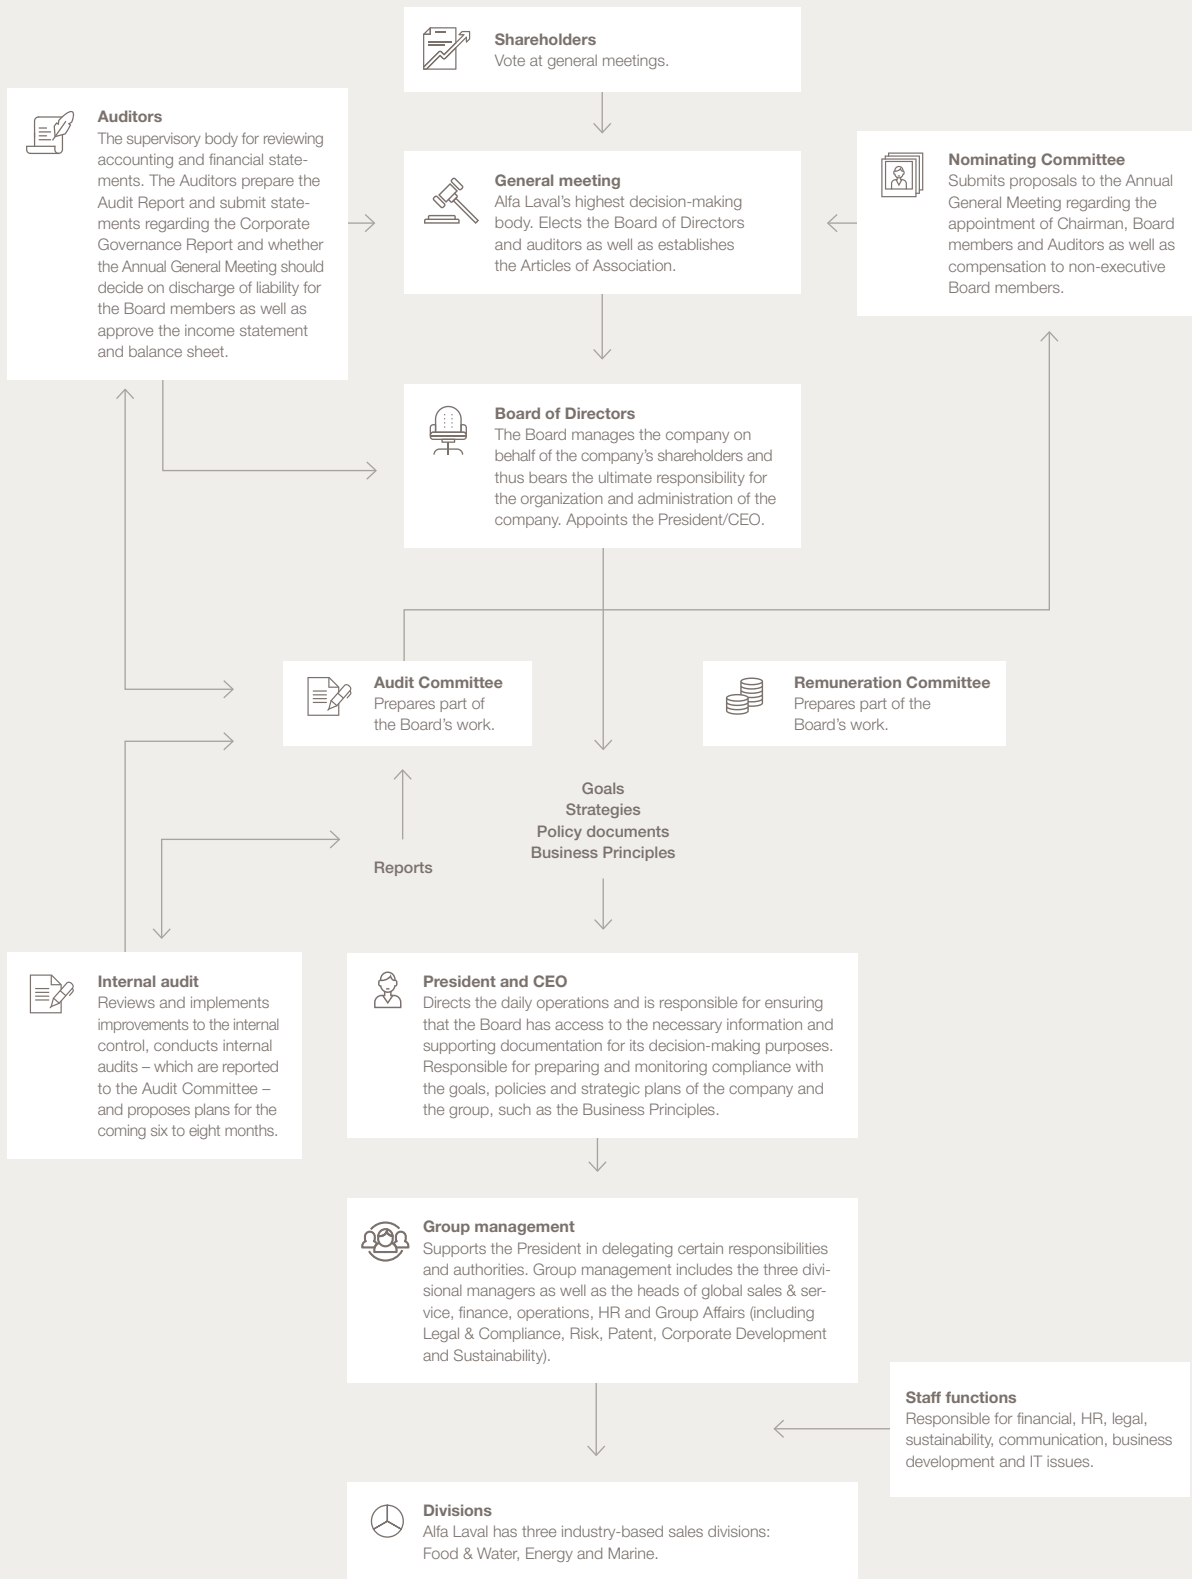 Shareholders
Vote at general meetings.
Auditors
The supervisory body for reviewing
accounting and financial state-
ments. The Auditors prepare the
Audit Report and submit state-
ments regarding the Corporate
Governance Report and whether
the Annual General Meeting should
decide on discharge of liability for
the Board members as well as
approve the income statement
and balance sheet.
General meeting
Alfa Laval’s highest decision-making
body. Elects the Board of Directors
and auditors as well as establishes
the Articles of Association.
Nominating Committee
Submits proposals to the Annual
General Meeting regarding the
appointment of Chairman, Board
members and Auditors as well as
compensation to non-executive
Board members.
Board of Directors
The Board manages the company on
behalf of the company’s shareholders and
thus bears the ultimate responsibility for
the organization and administration of the
company. Appoints the President/CEO.
Audit Committee
Prepares part of
the Board’s work.
Remuneration Committee
Prepares part of the
Board’s work.
Goals
Strategies
Policy documents
Business Principles
Reports
Internal audit
Reviews and implements
improvements to the internal
control, conducts internal
audits – which are reported
to the Audit Committee –
and proposes plans for the
coming six to eight months.
President and CEO
Directs the daily operations and is responsible for ensuring
that the Board has access to the necessary information and
supporting documentation for its decision-making purposes.
Responsible for preparing and monitoring compliance with
the goals, policies and strategic plans of the company and
the group, such as the Business Principles.
Group management
Supports the President in delegating certain responsibilities
and authorities. Group management includes the three divi-
sional managers as well as the heads of global sales & ser-
vice, finance, operations, HR and Group Affairs (including
Legal & Compliance, Risk, Patent, Corporate Development
and Sustainability).
Staff functions
Responsible for financial, HR, legal,
sustainability, communication, business
development and IT issues.
Divisions
Alfa Laval has three industry-based sales divisions:
Food & Water, Energy and Marine.